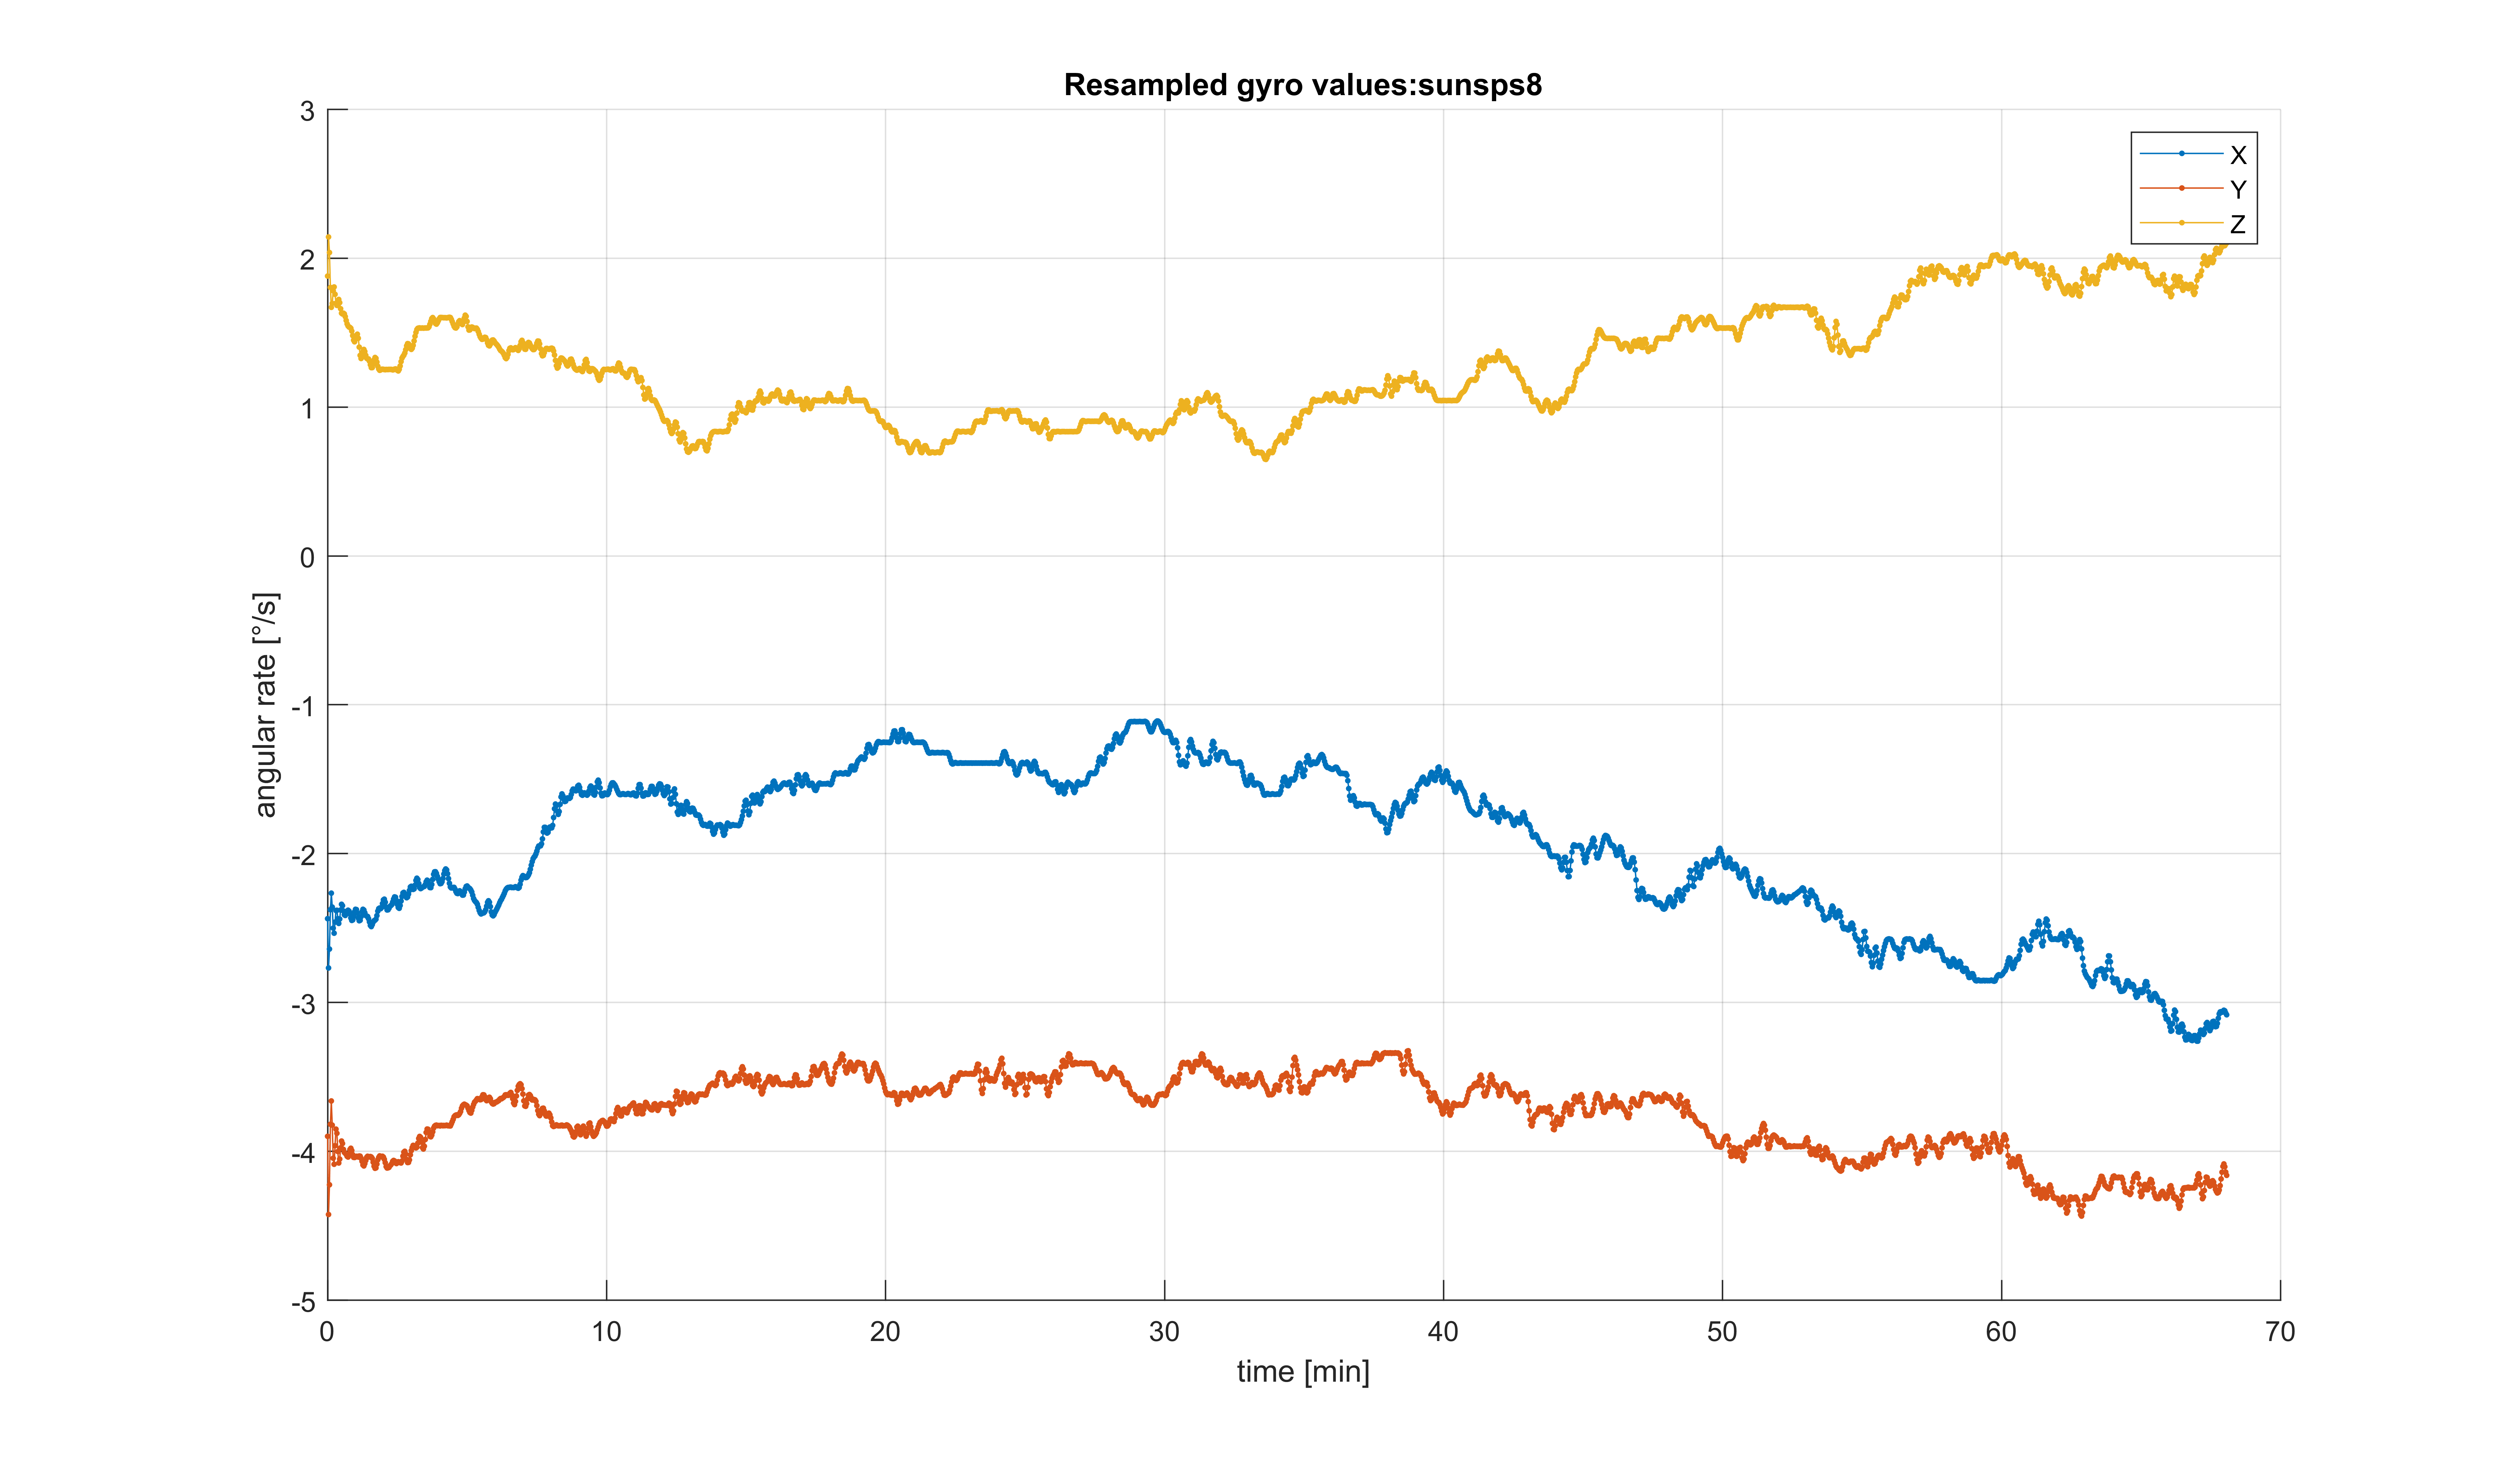 Resampled gyro values:sunsps8
X
Y
Z
3
2
1
0
-1
-2
-3
-4
-5
angular rate [°/s]
0 10 20 30 40 50 60 70
time [min]